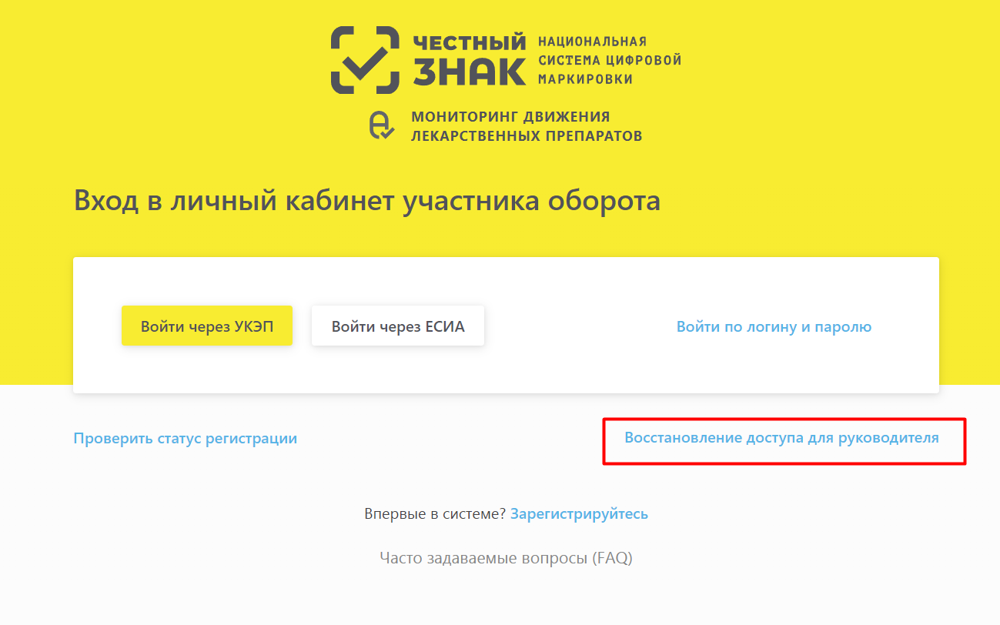 ЧЕСТНЫЙ
ЗНАК
НАЦИОНАЛЬНАЯ
СИСТЕМА ЦИФРОВОЙ
МАРКИРОВКИ
МОНИТОРИНГ ДВИЖЕНИЯ
ЛЕКАРСТВЕННЫХ ПРЕПАРАТОВ
Вход в личный кабинет участника оборота
Войти через УКЭП
Войти через ЕСИА
Войти по логину и паролю
Проверить статус регистрации
Восстановление доступа для руководителя
Впервые в системе? Зарегистрируйтесь
Часто задаваемые вопросы (FAQ)